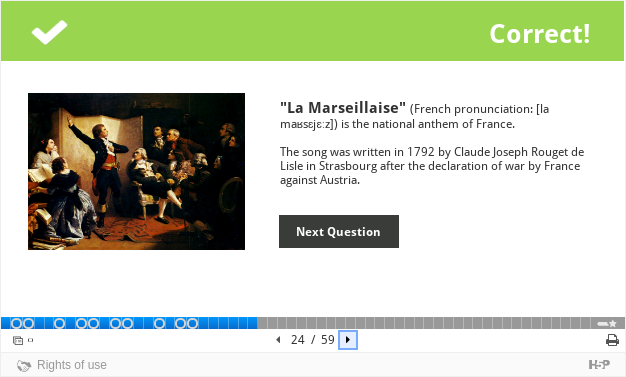 Correct!
"La Marseillaise" (French pronunciation: [la
maʁsɛjɛːz]) is the national anthem of France.
The song was written in 1792 by Claude Joseph Rouget de
Lisle in Strasbourg after the declaration of war by France
against Austria.
Next Question
24 / 59
Rights of use
H5P